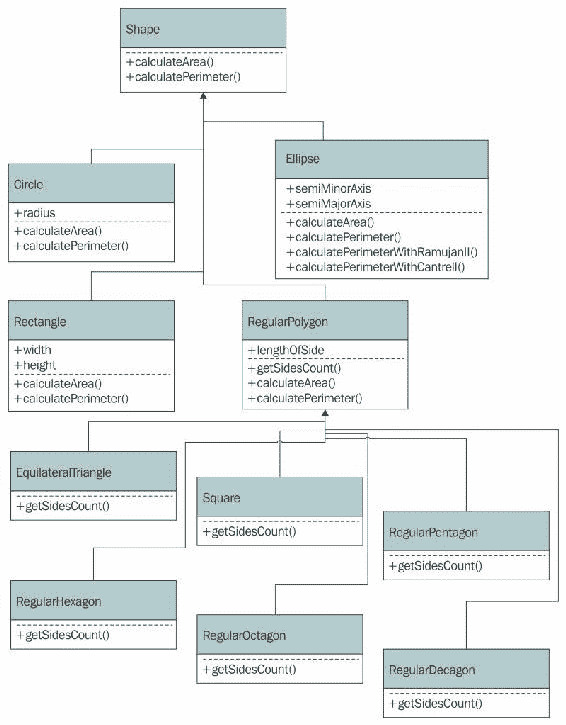 Shape
+calculateArea()
+calculatePerimeter()
Circle
+radius
+calculateArea()
+calculatePerimeter()
Ellipse
+semiMinorAxis
+semiMajorAxis
+calculateArea()
+calculatePerimeter()
+calculatePerimeterWithRamujanII()
+calculatePerimeterWithCantrell()
Rectangle
+width
+height
+calculateArea()
+calculatePerimeter()
RegularPolygon
+lengthOfSide
+getSidesCount()
+calculateArea()
+calculatePerimeter()
EquilateralTriangle
+getSidesCount()
Square
+getSidesCount()
RegularPentagon
+getSidesCount()
RegularHexagon
+getSidesCount()
RegularOctagon
+getSidesCount()
RegularDecagon
+getSidesCount()